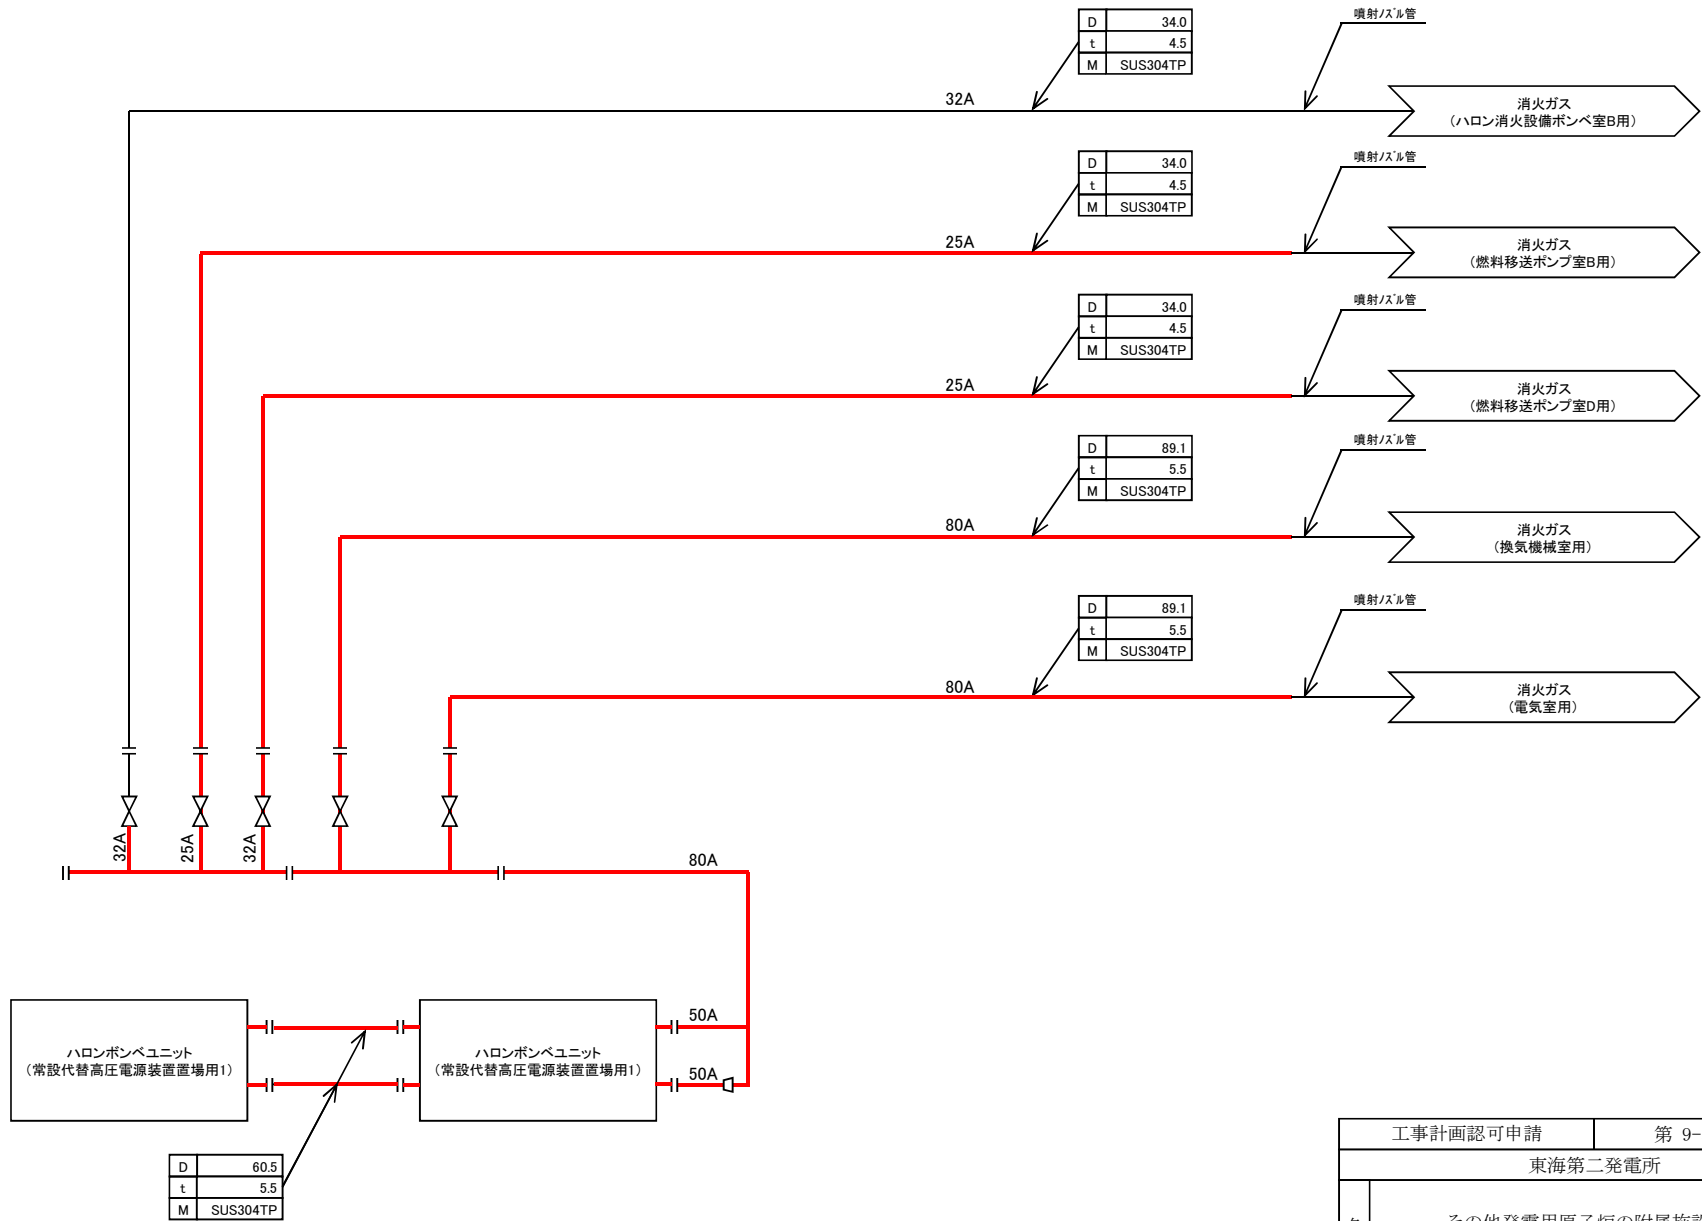 D 34.0
t 4.5
M SUS304TP
噴射ﾉｽﾞﾙ管
32A
消火ガス
（ハロン消火設備ボンベ室B用）
D 34.0
t 4.5
M SUS304TP
噴射ﾉｽﾞﾙ管
25A
消火ガス
（燃料移送ポンプ室B用）
D 34.0
t 4.5
M SUS304TP
噴射ﾉｽﾞﾙ管
25A
消火ガス
（燃料移送ポンプ室D用）
D 89.1
t 5.5
M SUS304TP
噴射ﾉｽﾞﾙ管
80A
消火ガス
（換気機械室用）
D 89.1
t 5.5
M SUS304TP
噴射ﾉｽﾞﾙ管
80A
消火ガス
（電気室用）
32A
25A
32A
80A
50A
50A
ハロンボンベユニット
（常設代替高圧電源装置置場用1）
ハロンボンベユニット
（常設代替高圧電源装置置場用1）
D 60.5
t 5.5
M SUS304TP
工事計画認可申請 第 9-
東海第二発電所